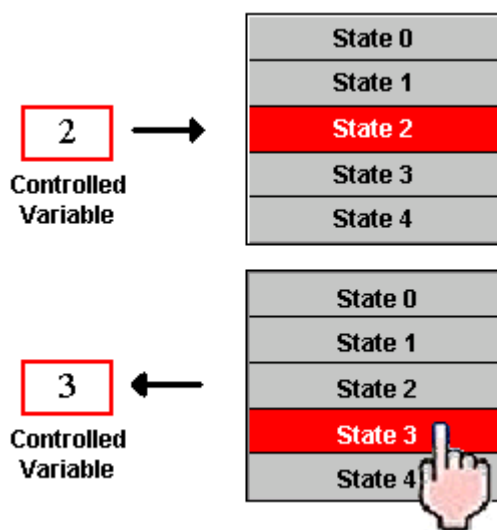 State 0
State 1
2
State 2
Controlled
Variable
State 3
State 4
State 0
State 1
3
State 2
Controlled
Variable
State 3
State 4